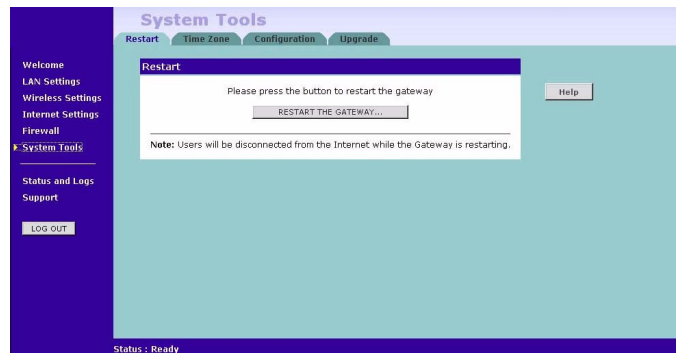 System Tools
Restart Time Zone Configuration Upgrade
Welcome
LAN Settings
Wireless Settings
Internet Settings
Firewall
System Tools
Status and Logs
Support
LOG OUT
Restart
Please press the button to restart the gateway
RESTART THE GATEWAY...
Note: Users will be disconnected from the Internet while the Gateway is restarting.
Help
Status : Ready